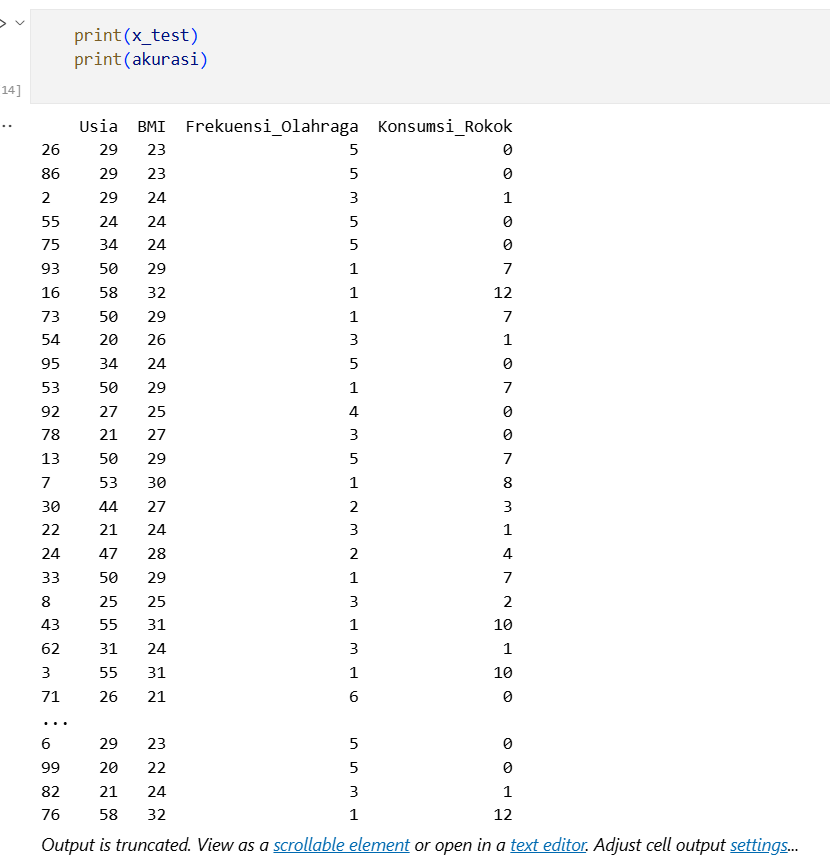 print(x_test)
print(akurasi)
14]
..
Usia BMI Frekuensi_Olahraga Konsumsi_Rokok
26 29 23 5 0
86 29 23 5 0
2 29 24 3 1
55 24 24 5 0
75 34 24 5 0
93 50 29 1 7
16 58 32 1 12
73 50 29 1 7
54 20 26 3 1
95 34 24 5 0
53 50 29 1 7
92 27 25 4 0
78 21 27 3 0
13 50 29 5 7
7 53 30 1 8
30 44 27 2 3
22 21 24 3 1
24 47 28 2 4
33 50 29 1 7
8 25 25 3 2
43 55 31 1 10
62 31 24 3 1
3 55 31 1 10
71 26 21 6 0
...
6 29 23 5 0
99 20 22 5 0
82 21 24 3 1
76 58 32 1 12
Output is truncated. View as a scrollable element or open in a text editor. Adjust cell output settings...